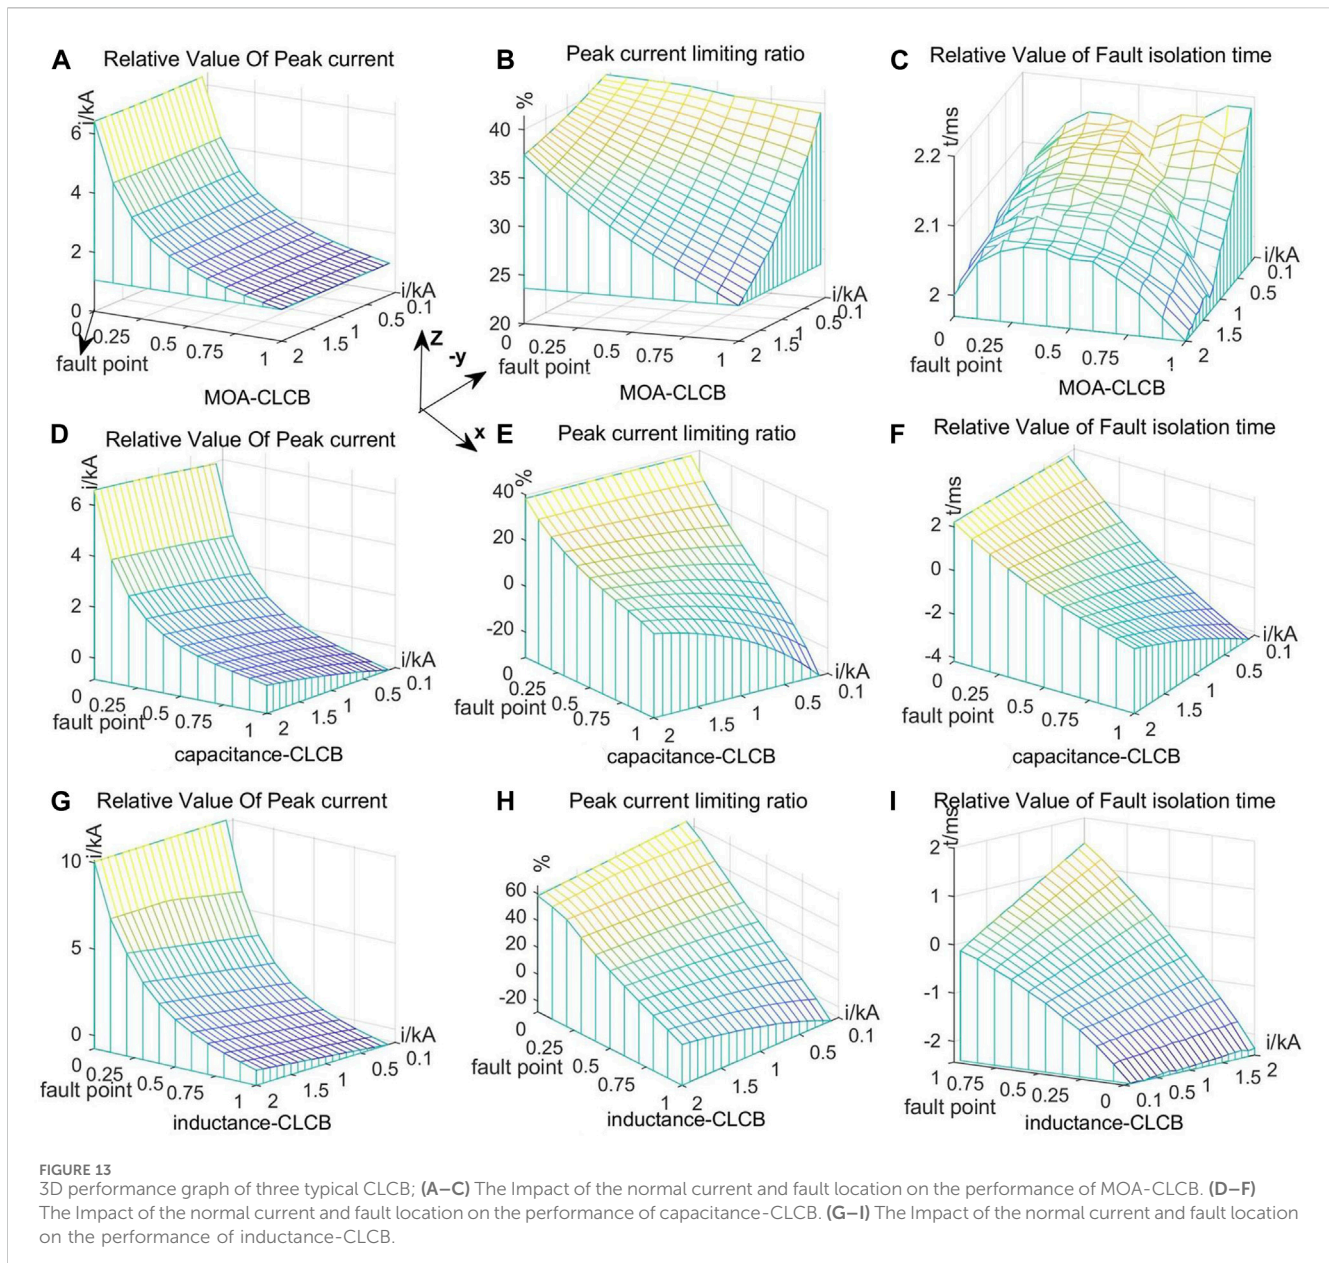 A Relative Value Of Peak current
i/kA
6
4
2
0
0 0.25 0.5 0.75 1
fault point
2 1.5 1 0.5 0.1
i/kA
MOA-CLCB
B Peak current limiting ratio
%
40
35
30
25
20
0 0.25 0.5 0.75 1
fault point
2 1.5 1 0.5 0.1
i/kA
MOA-CLCB
C Relative Value of Fault isolation time
t/ms
2.2
2.1
2
0 0.25 0.5 0.75 1
fault point
2 1.5 1 0.5 0.1
i/kA
MOA-CLCB
z
-y
x
D Relative Value Of Peak current
i/kA
6
4
2
0
0 0.25 0.5 0.75 1
fault point
2 1.5 1 0.5 0.1
i/kA
capacitance-CLCB
E Peak current limiting ratio
%
40
20
0
-20
0 0.25 0.5 0.75 1
fault point
2 1.5 1 0.5 0.1
i/kA
capacitance-CLCB
F Relative Value of Fault isolation time
t/ms
2
0
-2
-4
0 0.25 0.5 0.75 1
fault point
2 1.5 1 0.5 0.1
i/kA
capacitance-CLCB
G Relative Value Of Peak current
i/kA
10
5
0
0 0.25 0.5 0.75 1
fault point
2 1.5 1 0.5 0.1
i/kA
inductance-CLCB
H Peak current limiting ratio
%
60
40
20
0
-20
0 0.25 0.5 0.75 1
fault point
2 1.5 1 0.5 0.1
i/kA
inductance-CLCB
I Relative Value of Fault isolation time
t/ms
2
1
0
-1
-2
1 0.75 0.5 0.25 0
fault point
0.1 0.5 1 1.5 2
i/kA
inductance-CLCB
FIGURE 13
3D performance graph of three typical CLCB; (A–C) The Impact of the normal current and fault location on the performance of MOA-CLCB. (D–F)
The Impact of the normal current and fault location on the performance of capacitance-CLCB. (G–I) The Impact of the normal current and fault location
on the performance of inductance-CLCB.